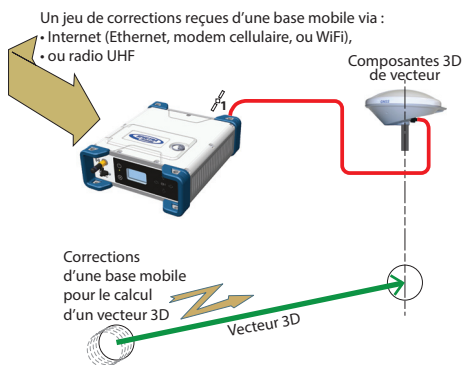 Un jeu de corrections reçues d'une base mobile via :
• Internet (Ethernet, modem cellulaire, ou WiFi),
• ou radio UHF
Composantes 3D
de vecteur
1
Corrections
d'une base mobile
pour le calcul
d'un vecteur 3D
Vecteur 3D